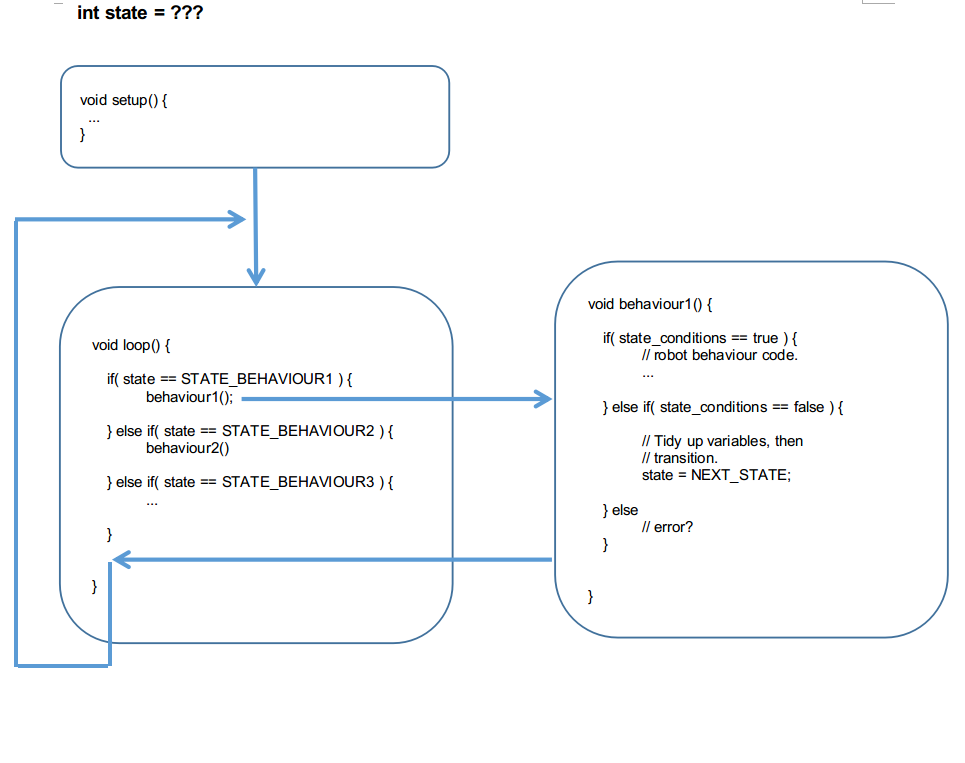 int state = ???
void setup() {
...
}
void loop() {
if( state == STATE_BEHAVIOUR1 ) {
behaviour1();
} else if( state == STATE_BEHAVIOUR2 ) {
behaviour2()
} else if( state == STATE_BEHAVIOUR3 ) {
...
}
}
void behaviour1() {
if( state_conditions == true ) {
// robot behaviour code.
...
} else if( state_conditions == false ) {
// Tidy up variables, then
// transition.
state = NEXT_STATE;
} else
// error?
}
}